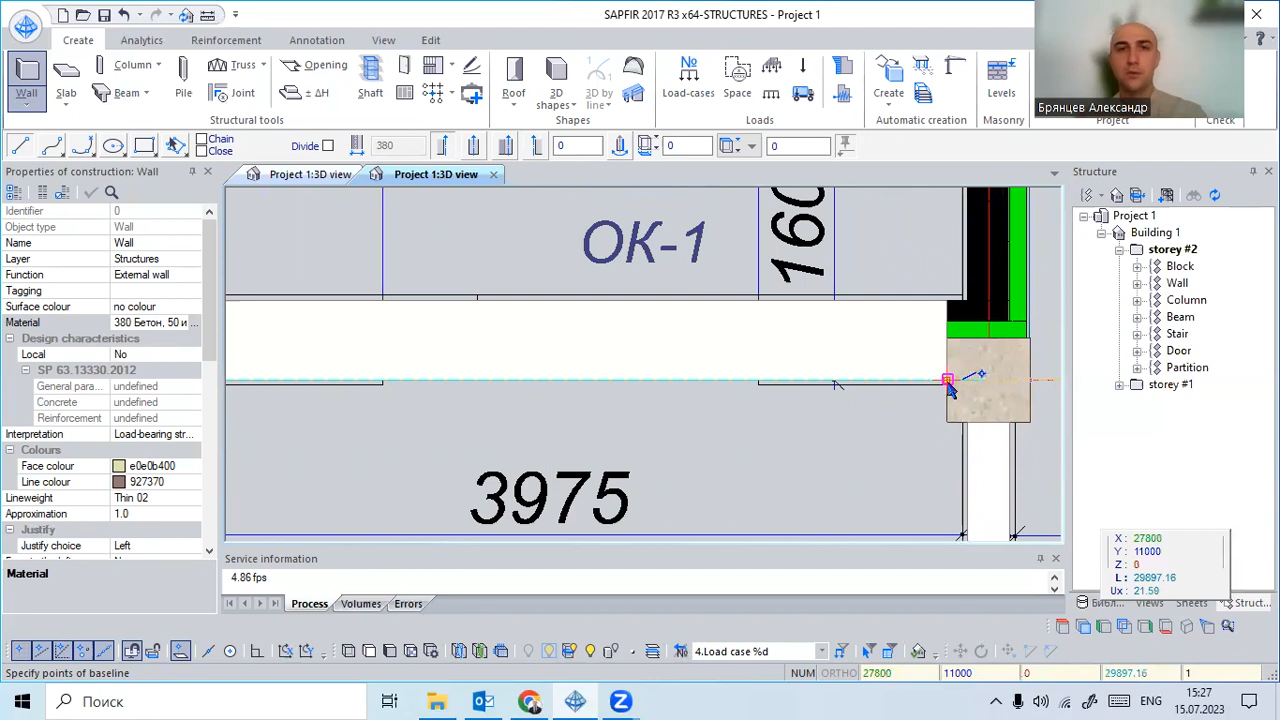 SAPFIR 2017 R3 x64-STRUCTURES - Project 1
Create Analytics Reinforcement Annotation View Edit
Wall Slab Column Beam Pile Truss Joint Opening ± ΔH Shaft Roof 3D shapes 3D by line Load-cases Space Create Levels
Structural tools Shapes Loads Automatic creation Masonry Project Check
Брянцев Александр
Chain
Close
Divide 380 0 0 0
Properties of construction: Wall
Project 1:3D view Project 1:3D view
Structure
Identifier 0
Object type Wall
Name Wall
Layer Structures
Function External wall
Tagging
Surface colour no colour
Material 380 Бетон, 50 и ...
Design characteristics
Local No
SP 63.13330.2012
General para... undefined
Concrete undefined
Reinforcement undefined
Interpretation Load-bearing str...
Colours
Face colour e0e0b400
Line colour 927370
Lineweight Thin 02
Approximation 1.0
Justify
Justify choice Left
Material
ОК-1
160
3975
Project 1
Building 1
storey #2
Block
Wall
Column
Beam
Stair
Door
Partition
storey #1
X: 27800
Y: 11000
Z: 0
L: 29897.16
Ux: 21.59
Библ... Views Sheets Struct...
Service information
4.86 fps
Process Volumes Errors
4.Load case %d
Specify points of baseline NUM ORTHO 27800 11000 0 29897.16 1
Поиск
ENG
15:27
15.07.2023